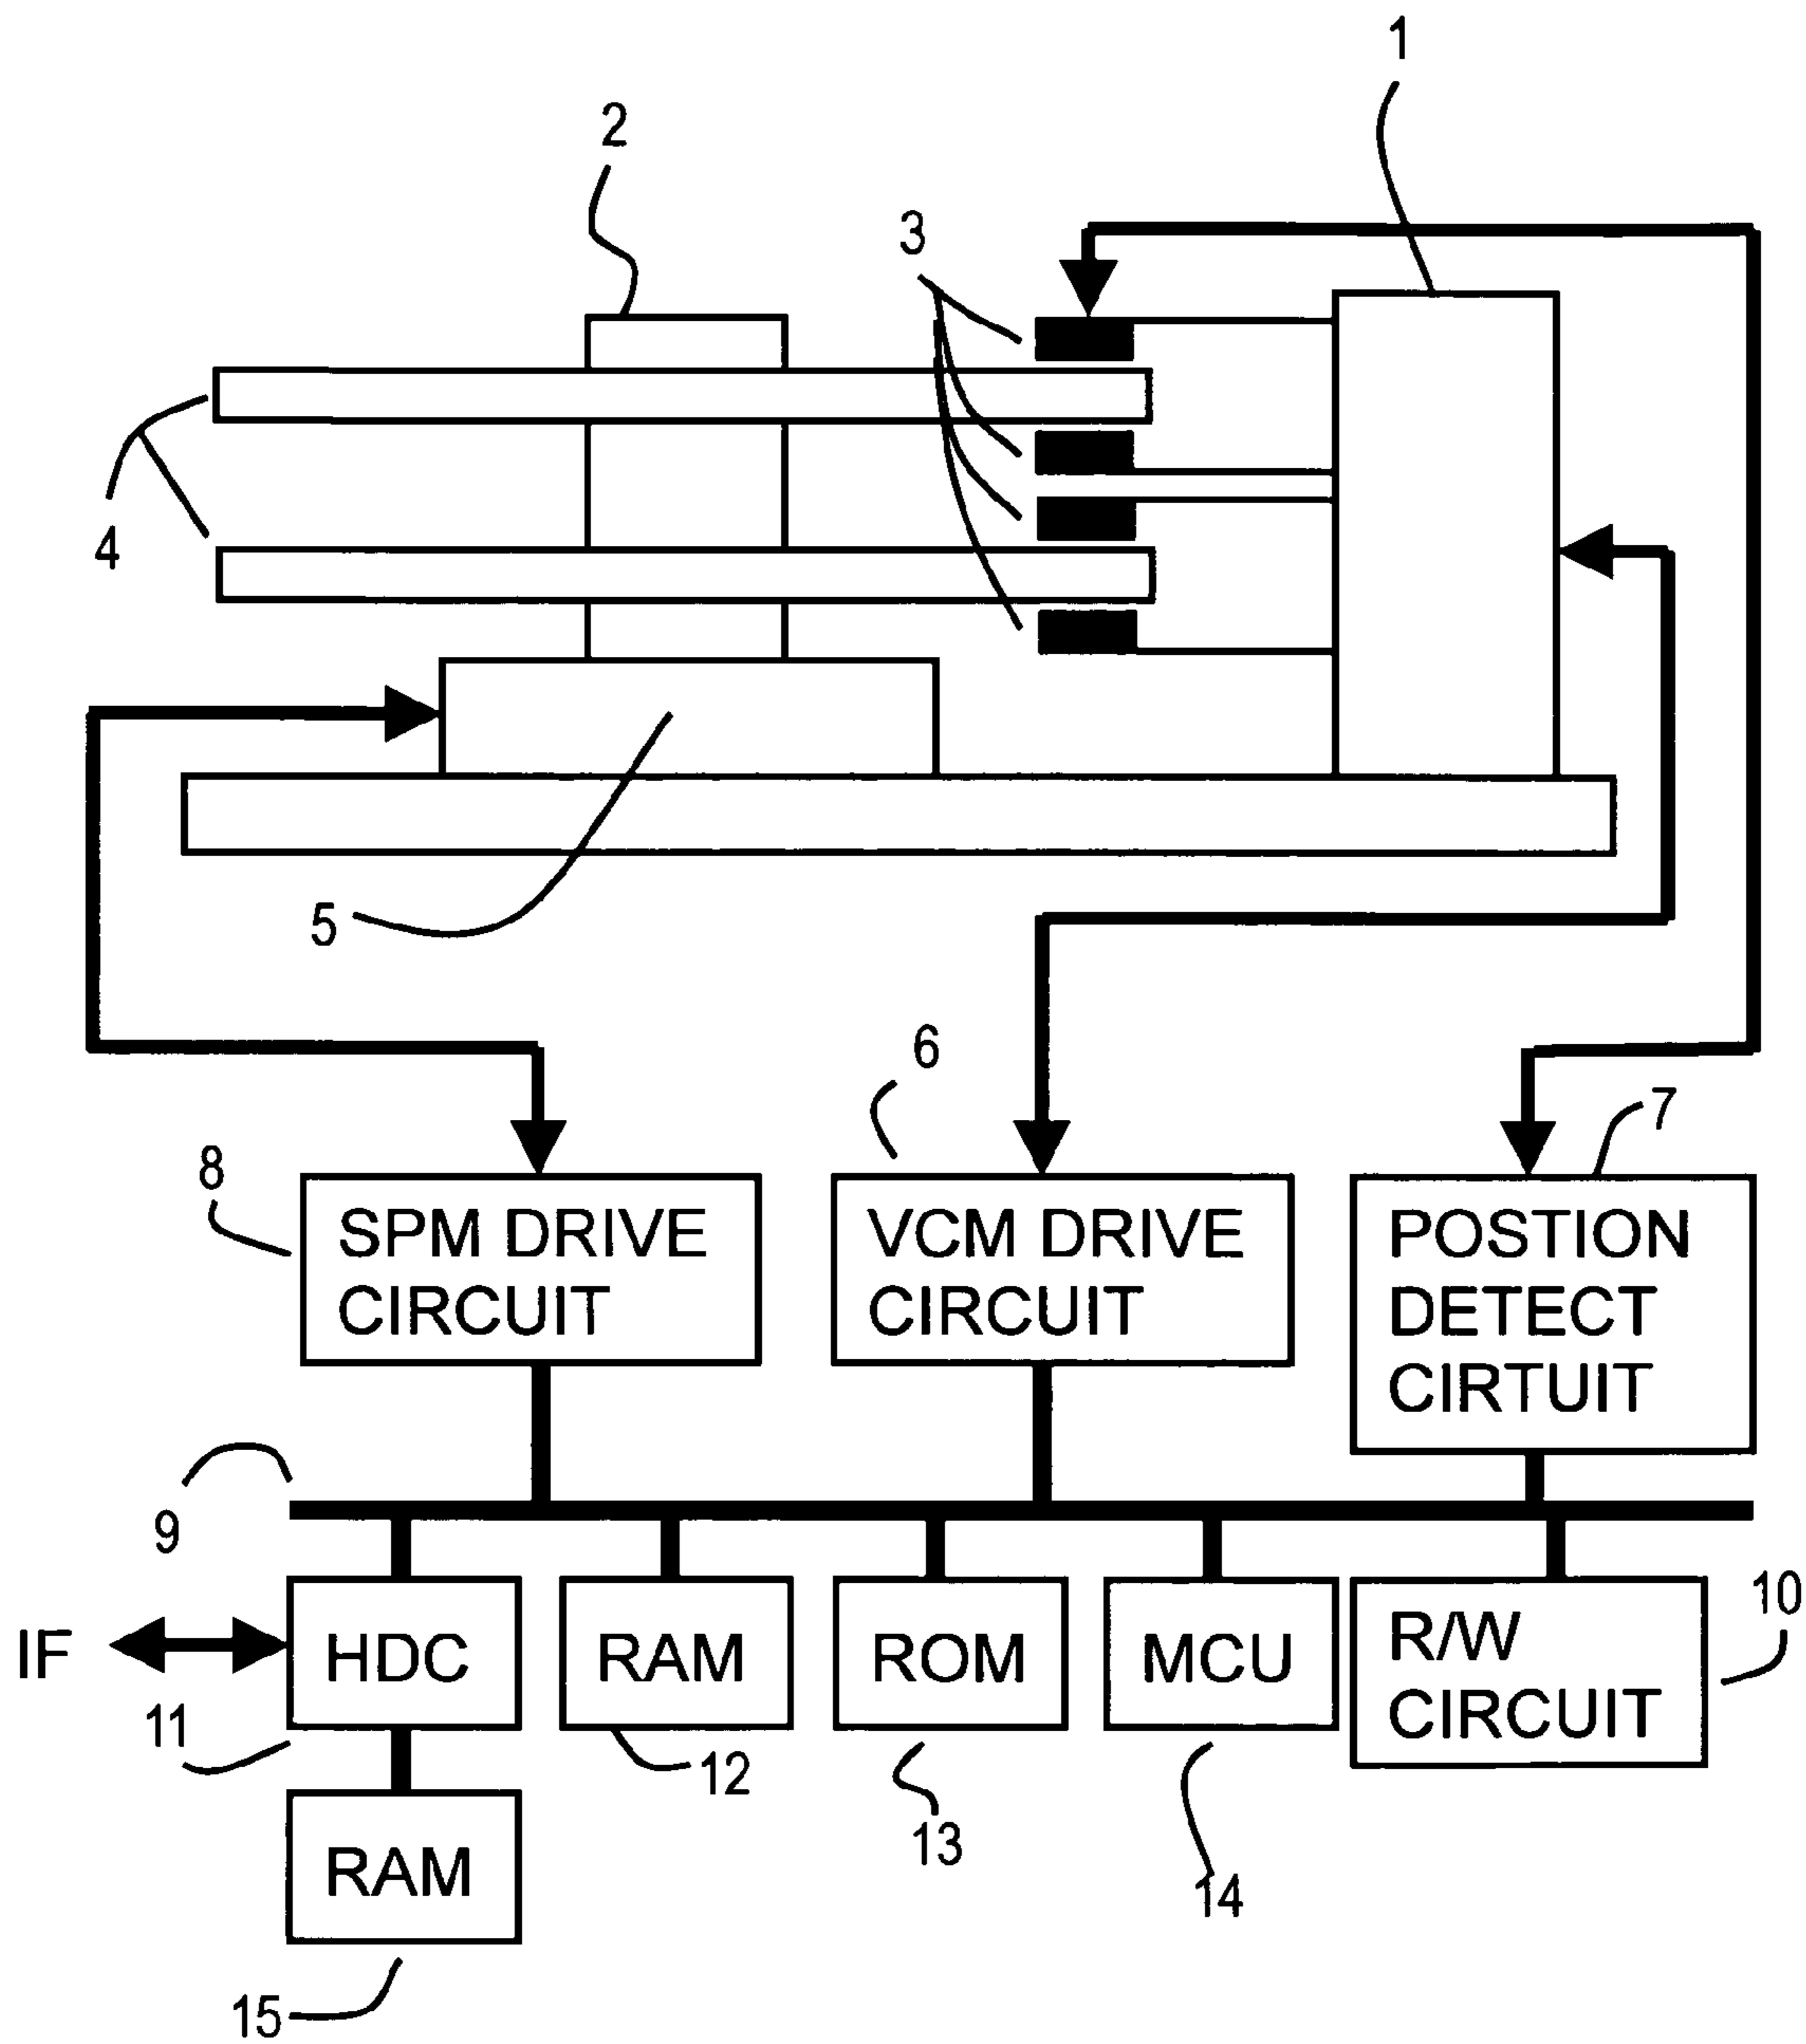 1
2
3
4
5
6
7
8
SPM DRIVE
CIRCUIT
VCM DRIVE
CIRCUIT
POSTION
DETECT
CIRTUIT
9
IF
HDC
RAM
ROM
MCU
R/W
CIRCUIT
10
11
12
13
14
RAM
15